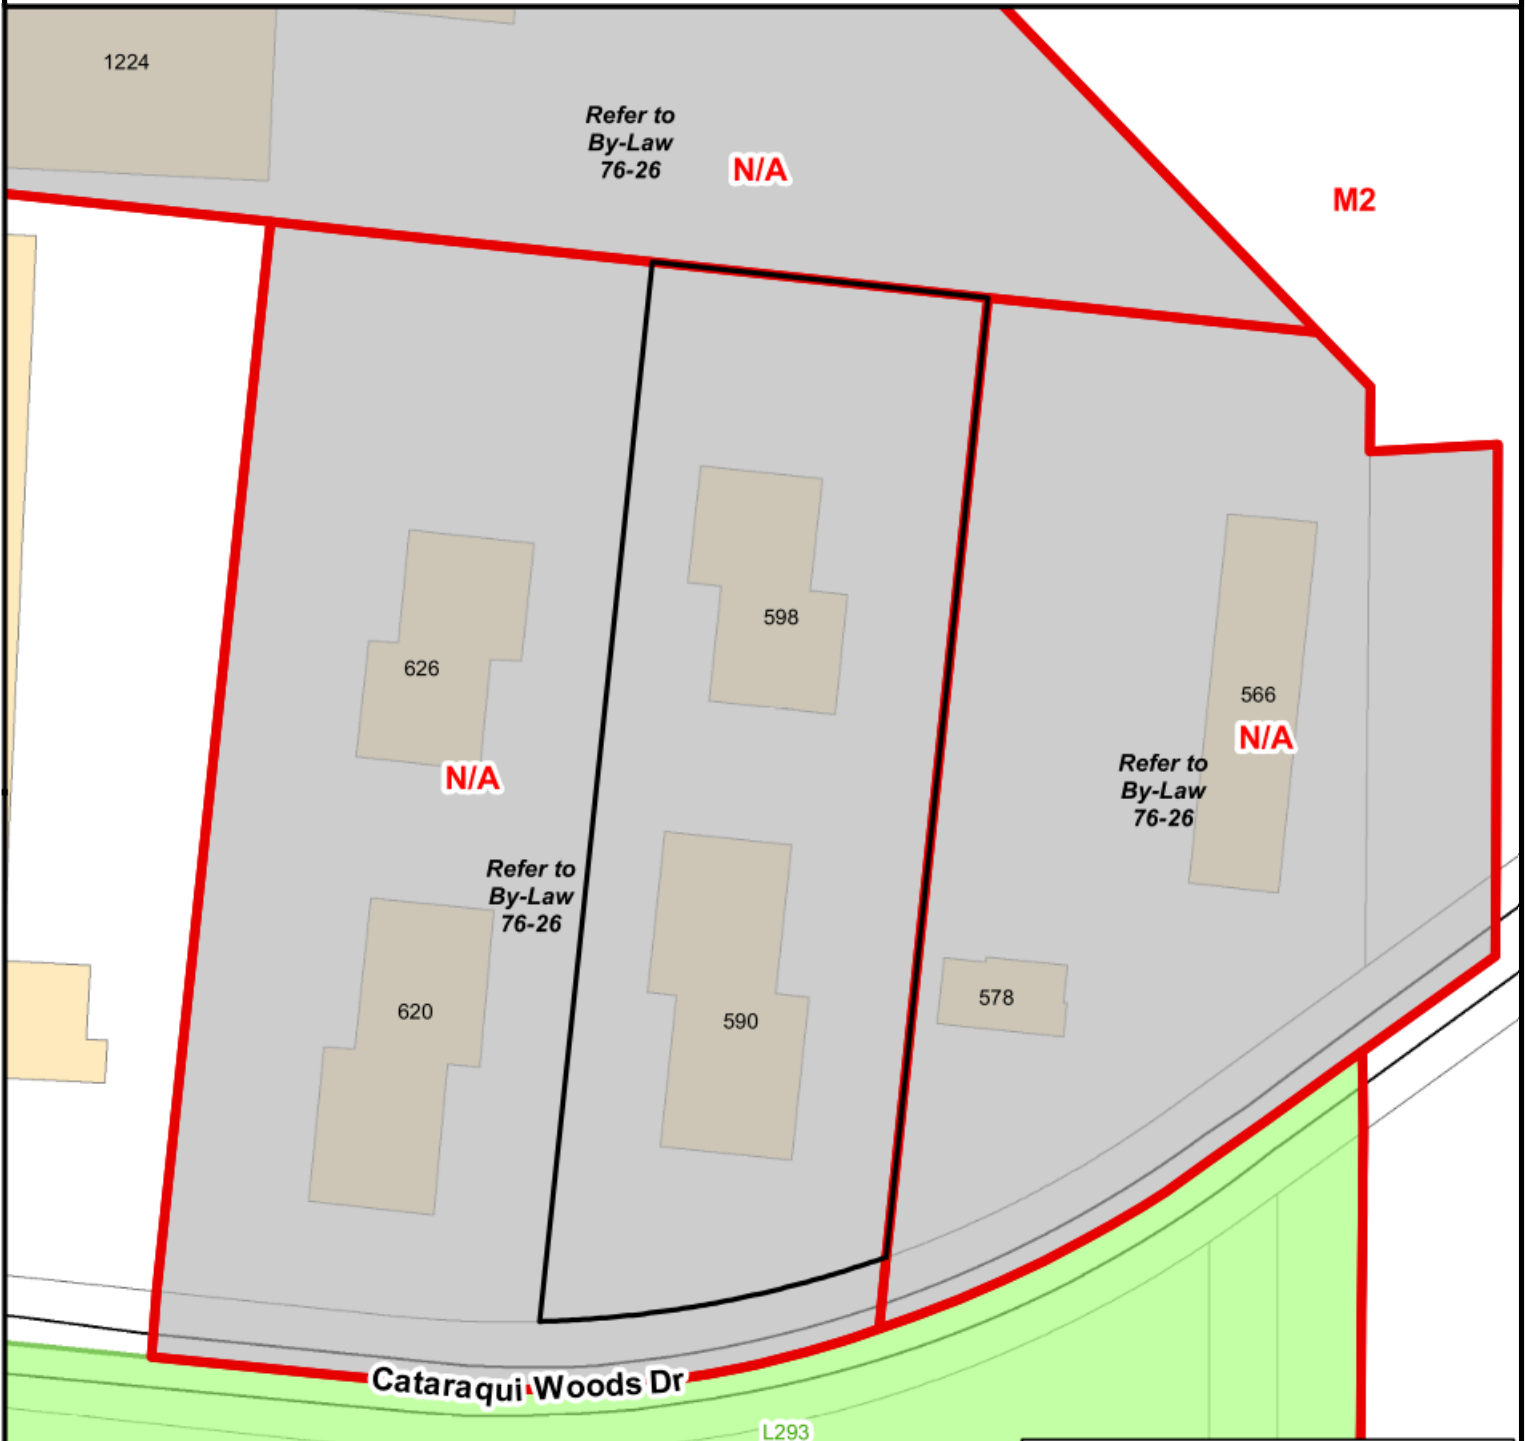 1224
Refer to
By-Law
76-26
N/A
M2
598
626
566
N/A
Refer to
By-Law
76-26
N/A
Refer to
By-Law
76-26
578
620
590
Cataraqui Woods Dr
L293